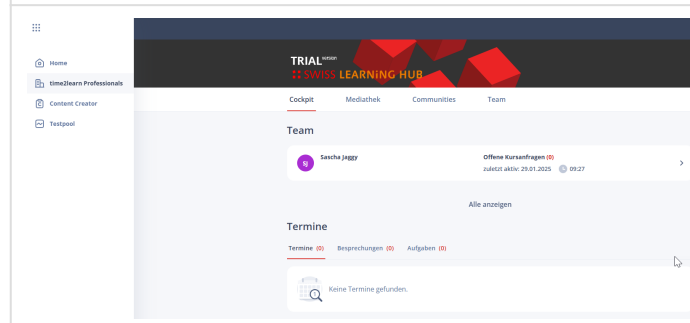 Home
time2learn Professionals
Content Creator
Testpool
TRIAL version
SWISS LEARNING HUB
Cockpit Mediathek Communities Team
Team
SJ Sascha Jaggy Offene Kursanfragen (0)
zuletzt aktiv: 29.01.2025 09:27
Alle anzeigen
Termine
Termine (0) Besprechungen (0) Aufgaben (0)
Keine Termine gefunden.